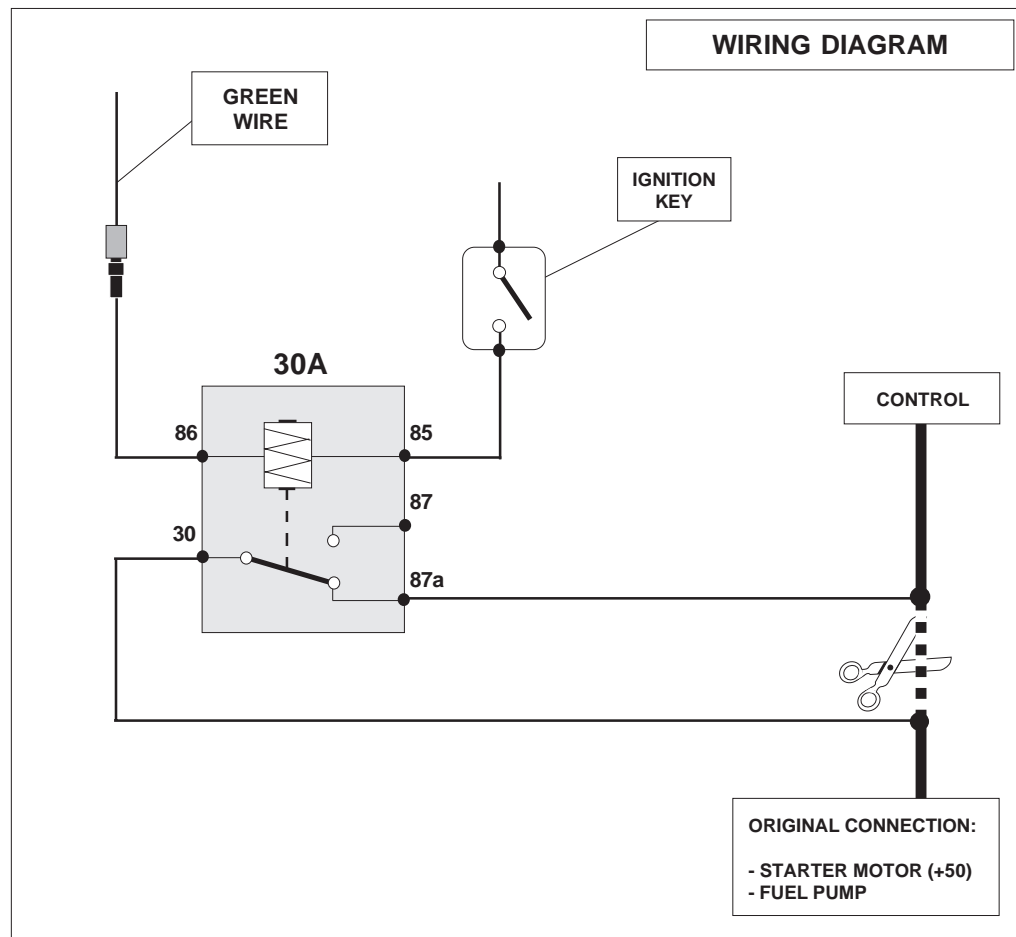 WIRING DIAGRAM
GREEN
WIRE
IGNITION
KEY
30A
CONTROL
86
85
87
30
87a
ORIGINAL CONNECTION:
- STARTER MOTOR (+50)
- FUEL PUMP